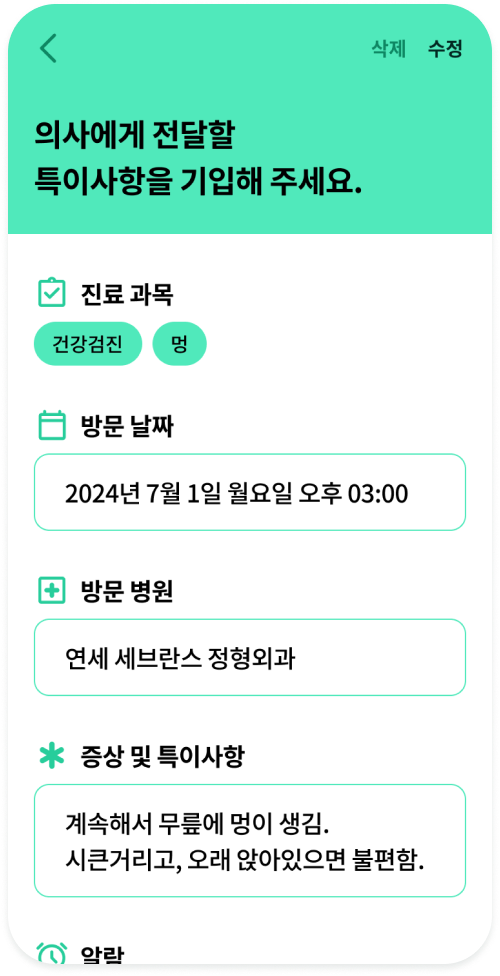 삭제 수정
의사에게 전달할
특이사항을 기입해 주세요.
진료 과목
건강검진 멍
방문 날짜
2024년 7월 1일 월요일 오후 03:00
방문 병원
연세 세브란스 정형외과
증상 및 특이사항
계속해서 무릎에 멍이 생김.
시큰거리고, 오래 앉아있으면 불편함.
알람